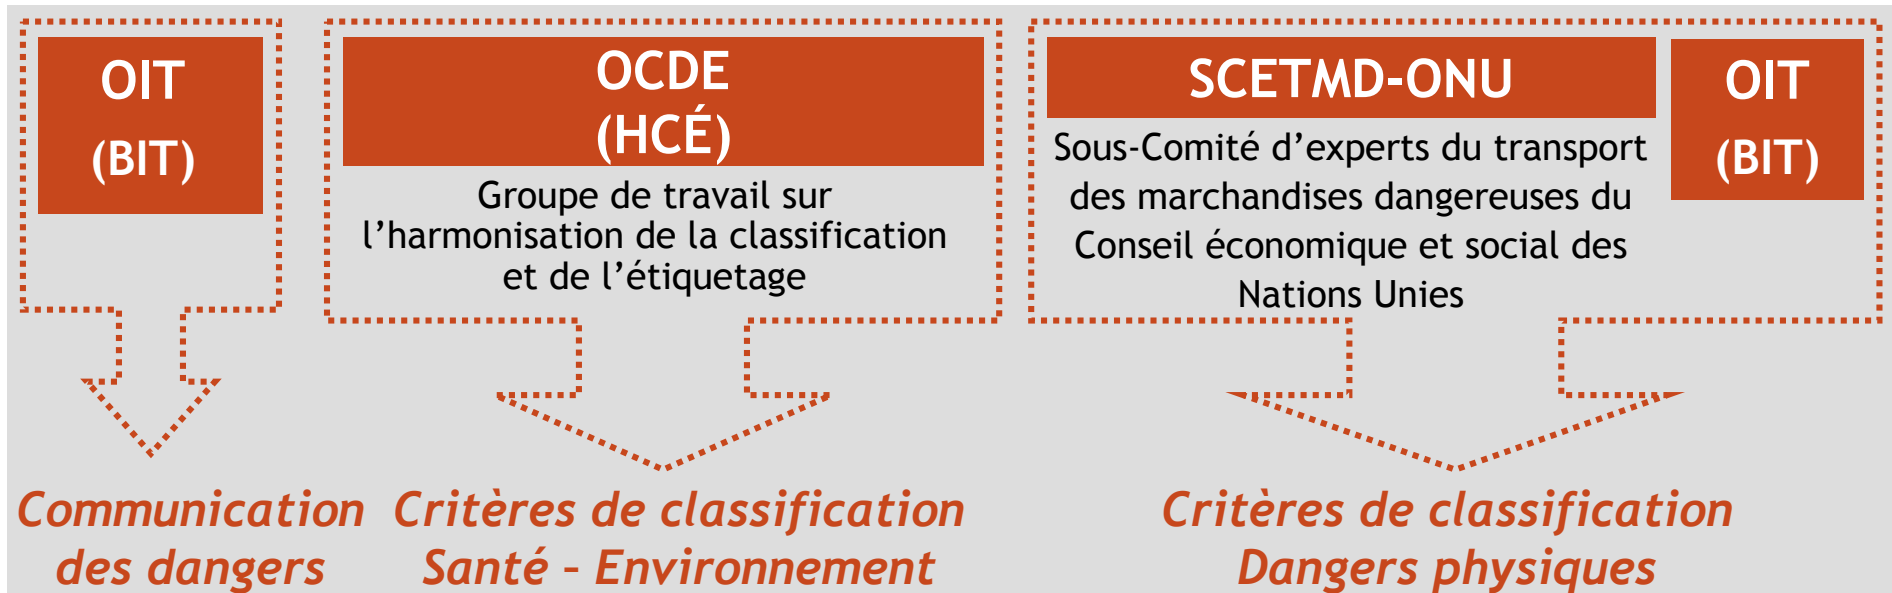 OIT
(BIT)
OCDE
(HCÉ)
Groupe de travail sur
l’harmonisation de la classification
et de l’étiquetage
SCETMD-ONU
Sous-Comité d’experts du transport
des marchandises dangereuses du
Conseil économique et social des
Nations Unies
OIT
(BIT)
Communication
des dangers
Critères de classification
Santé – Environnement
Critères de classification
Dangers physiques